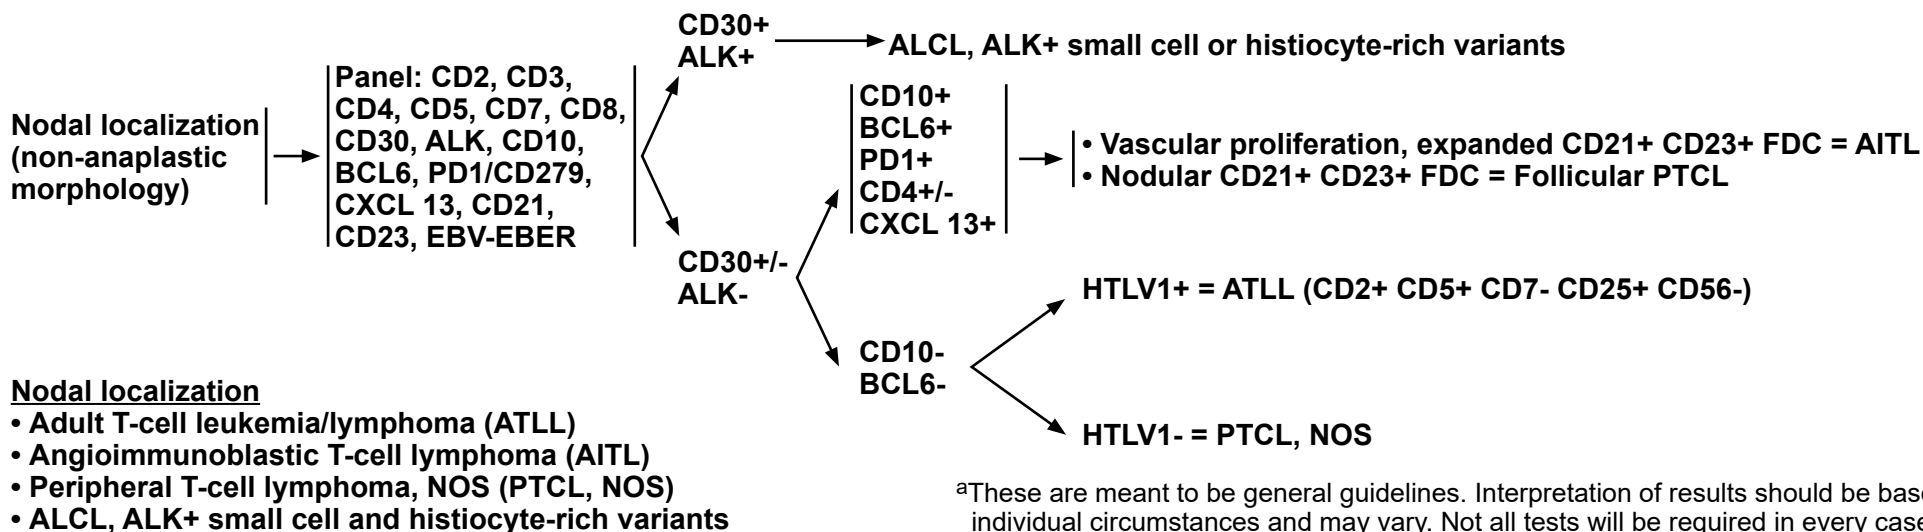 Nodal localization
(non-anaplastic
morphology)
Panel: CD2, CD3,
CD4, CD5, CD7, CD8,
CD30, ALK, CD10,
BCL6, PD1/CD279,
CXCL 13, CD21,
CD23, EBV-EBER
CD30+
ALK+
ALCL, ALK+ small cell or histiocyte-rich variants
CD30+/-
ALK-
CD10+
BCL6+
PD1+
CD4+/-
CXCL 13+
• Vascular proliferation, expanded CD21+ CD23+ FDC = AITL
• Nodular CD21+ CD23+ FDC = Follicular PTCL
CD10-
BCL6-
HTLV1+ = ATLL (CD2+ CD5+ CD7- CD25+ CD56-)
HTLV1- = PTCL, NOS
Nodal localization
• Adult T-cell leukemia/lymphoma (ATLL)
• Angioimmunoblastic T-cell lymphoma (AITL)
• Peripheral T-cell lymphoma, NOS (PTCL, NOS)
• ALCL, ALK+ small cell and histiocyte-rich variants
aThese are meant to be general guidelines. Interpretation of results should be
individual circumstances and may vary. Not all tests will be required in every case